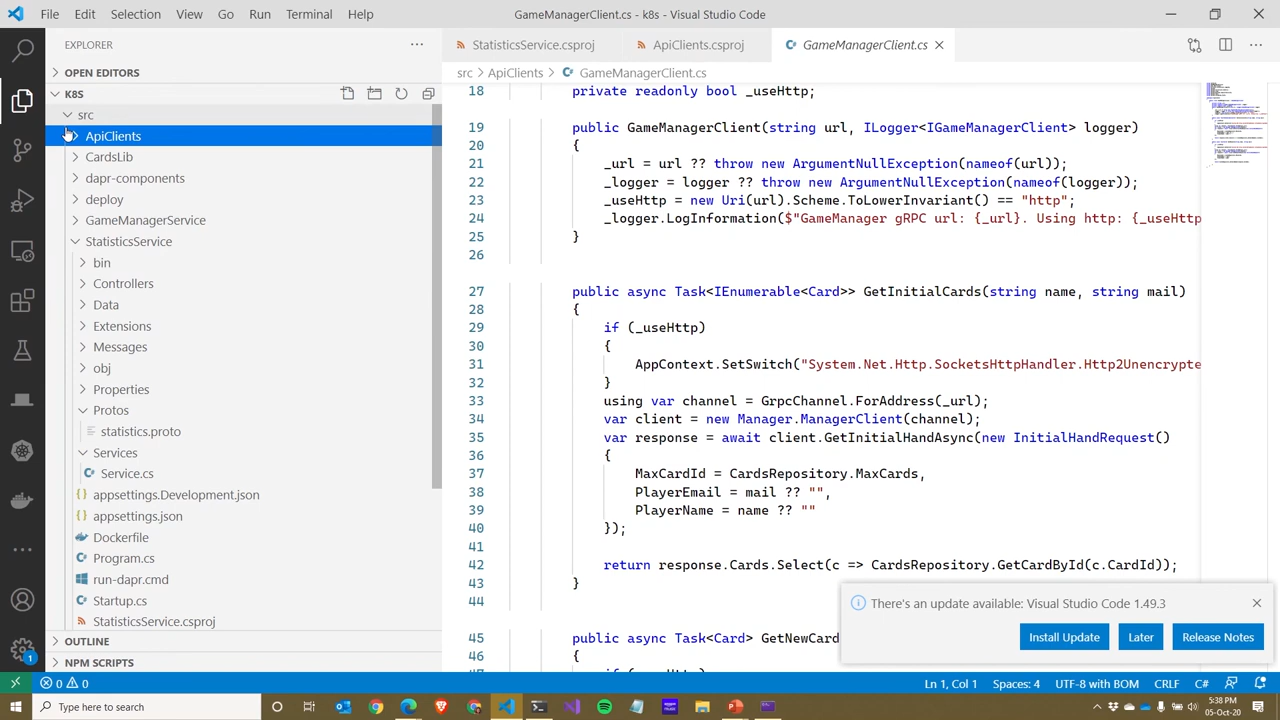 File Edit Selection View Go Run Terminal Help
GameManagerClient.cs - k8s - Visual Studio Code
EXPLORER
OPEN EDITORS
K8S
src
ApiClients
CardsLib
dapr-components
deploy
GameManagerService
StatisticsService
bin
Controllers
Data
Extensions
Messages
obj
Properties
Protos
statistics.proto
Services
Service.cs
appsettings.Development.json
appsettings.json
Dockerfile
Program.cs
run-dapr.cmd
Startup.cs
StatisticsService.csproj
OUTLINE
NPM SCRIPTS
StatisticsService.csproj ApiClients.csproj GameManagerClient.cs
src > ApiClients > GameManagerClient.cs
18 private readonly bool _useHttp;
19 public GameManagerClient(string url, ILogger<IGameManagerClient> logger)
20 {
21 _url = url ?? throw new ArgumentNullException(nameof(url));
22 _logger = logger ?? throw new ArgumentNullException(nameof(logger));
23 _useHttp = new Uri(url).Scheme.ToLowerInvariant() == "http";
24 _logger.LogInformation($"GameManager gRPC url: {_url}. Using http: {_useHttp
25 }
26
27 public async Task<IEnumerable<Card>> GetInitialCards(string name, string mail)
28 {
29 if (_useHttp)
30 {
31 AppContext.SetSwitch("System.Net.Http.SocketsHttpHandler.Http2Unencrypte
32 }
33 using var channel = GrpcChannel.ForAddress(_url);
34 var client = new Manager.ManagerClient(channel);
35 var response = await client.GetInitialHandAsync(new InitialHandRequest()
36 {
37 MaxCardId = CardsRepository.MaxCards,
38 PlayerEmail = mail ?? "",
39 PlayerName = name ?? ""
40 });
41
42 return response.Cards.Select(c => CardsRepository.GetCardById(c.CardId));
43 }
44
45 public async Task<Card> GetNewCard
46 {
There's an update available: Visual Studio Code 1.49.3
Install Update Later Release Notes
1
0 0 Ln 1, Col 1 Spaces: 4 UTF-8 with BOM CRLF C#
Type here to search
5:38 PM
05-Oct-20